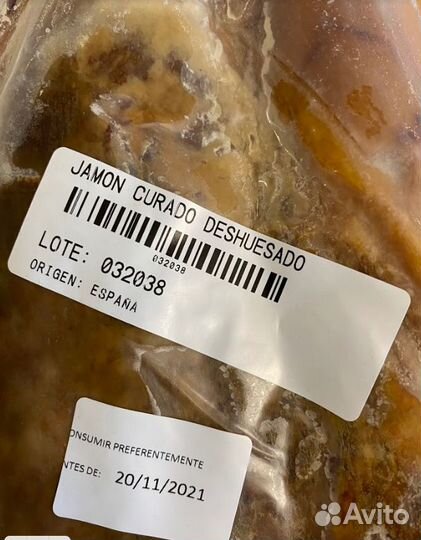 JAMON CURADO DESHUESADO
032038
LOTE: 032038
ORIGEN: ESPAÑA
ONSUMIR PREFERENTEMENTE
NTES DE: 20/11/2021
Avito